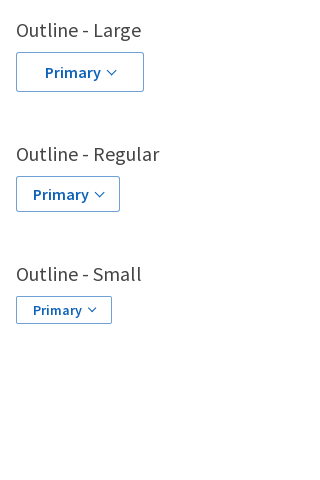 Outline - Large
Primary
Outline - Regular
Primary
Outline - Small
Primary